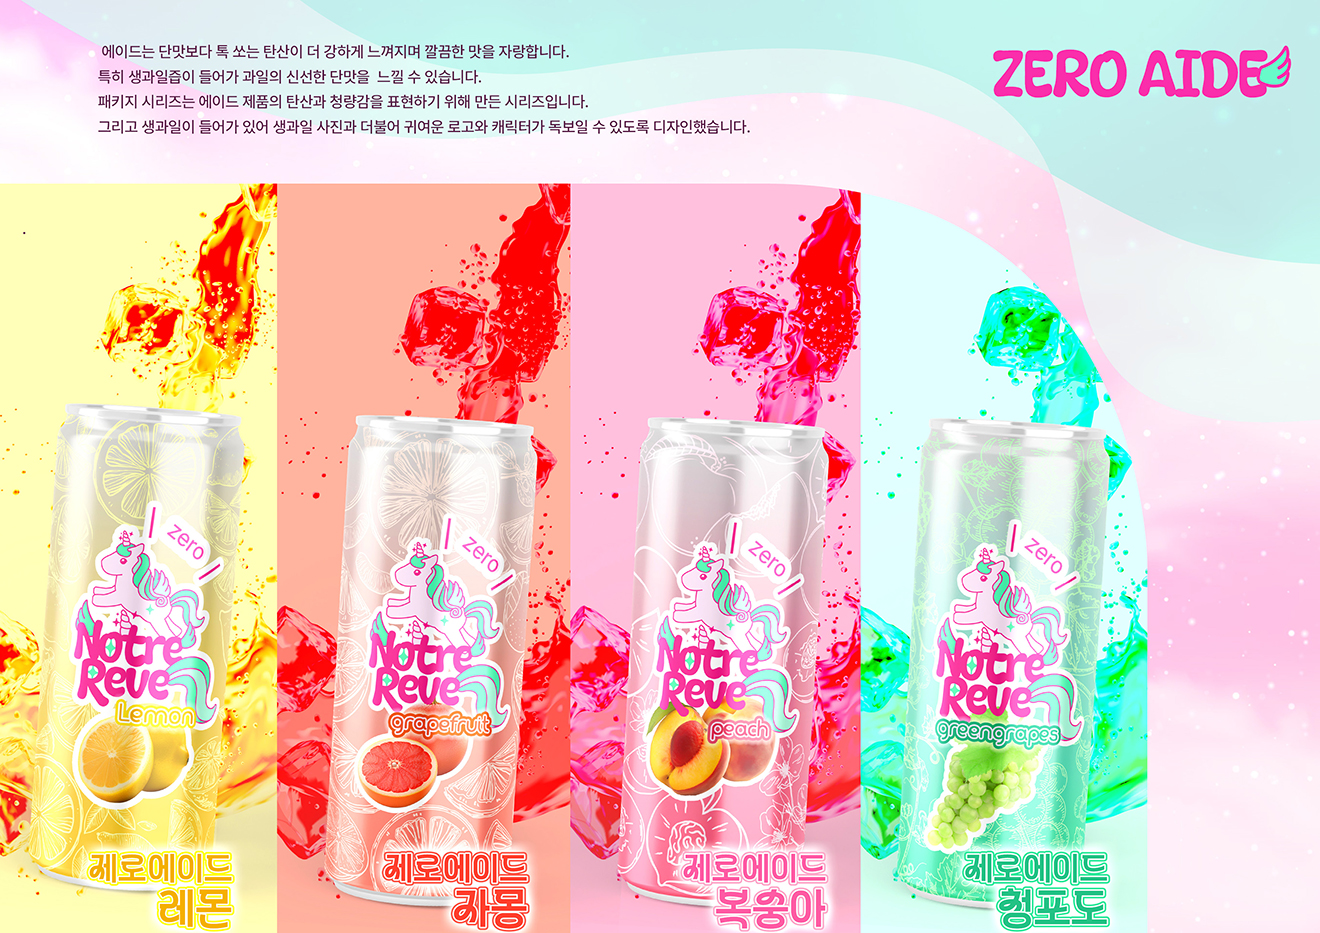 에이드는 단맛보다 톡 쏘는 탄산이 더 강하게 느껴지며 깔끔한 맛을 자랑합니다.
특히 생과일즙이 들어가 과일의 신선한 단맛을 느낄 수 있습니다.
패키지 시리즈는 에이드 제품의 탄산과 청량감을 표현하기 위해 만든 시리즈입니다.
그리고 생과일이 들어가 있어 생과일 사진과 더불어 귀여운 로고와 캐릭터가 독보일 수 있도록 디자인했습니다.
ZERO AIDE
zero
Notre
Reve
Lemon
제로에이드
레몬
zero
Notre
Reve
grapefruit
제로에이드
자몽
zero
Notre
Reve
peach
제로에이드
복숭아
zero
Notre
Reve
greengrapes
제로에이드
청포도